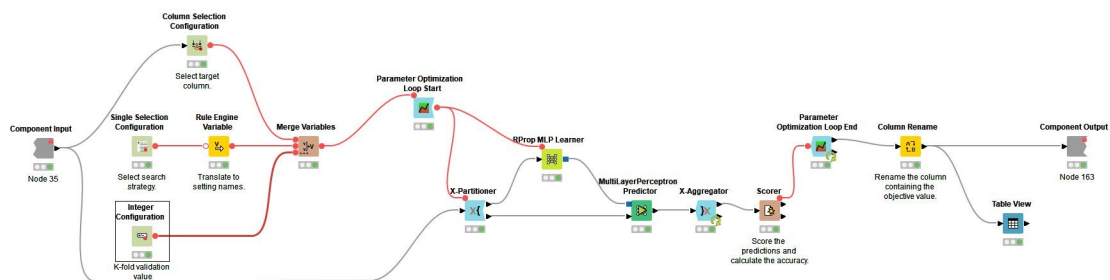 Column Selection
Configuration
Select target
column.
Parameter Optimization
Loop Start
Component Input
Node 35
Single Selection
Configuration
Select search
strategy.
Rule Engine
Variable
Translate to
setting names.
Merge Variables
Integer
Configuration
K-fold validation
value
RProp MLP Learner
X-Partitioner
MultiLayerPerceptron
Predictor
X-Aggregator
Scorer
Score the
predictions and
calculate the accuracy.
Parameter
Optimization Loop End
Column Rename
Rename the column
containing the
objective value.
Component Output
Node 163
Table View